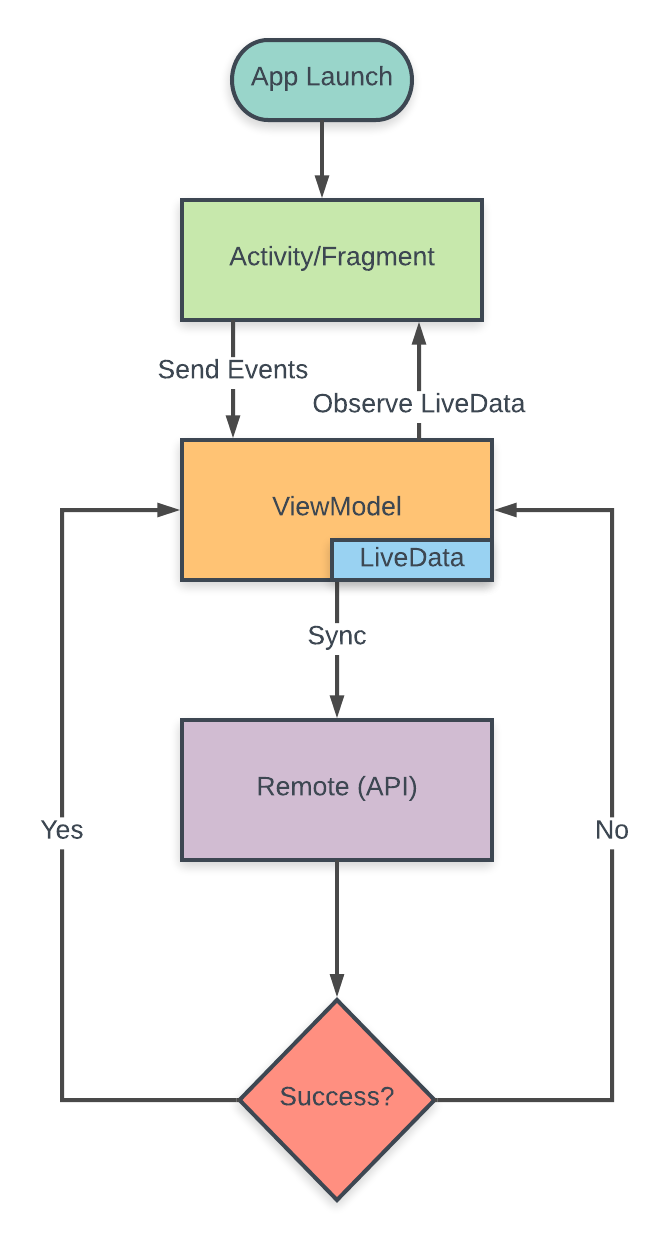 App Launch
Activity/Fragment
Send Events
Observe LiveData
ViewModel
LiveData
Sync
Remote (API)
Yes
No
Success?